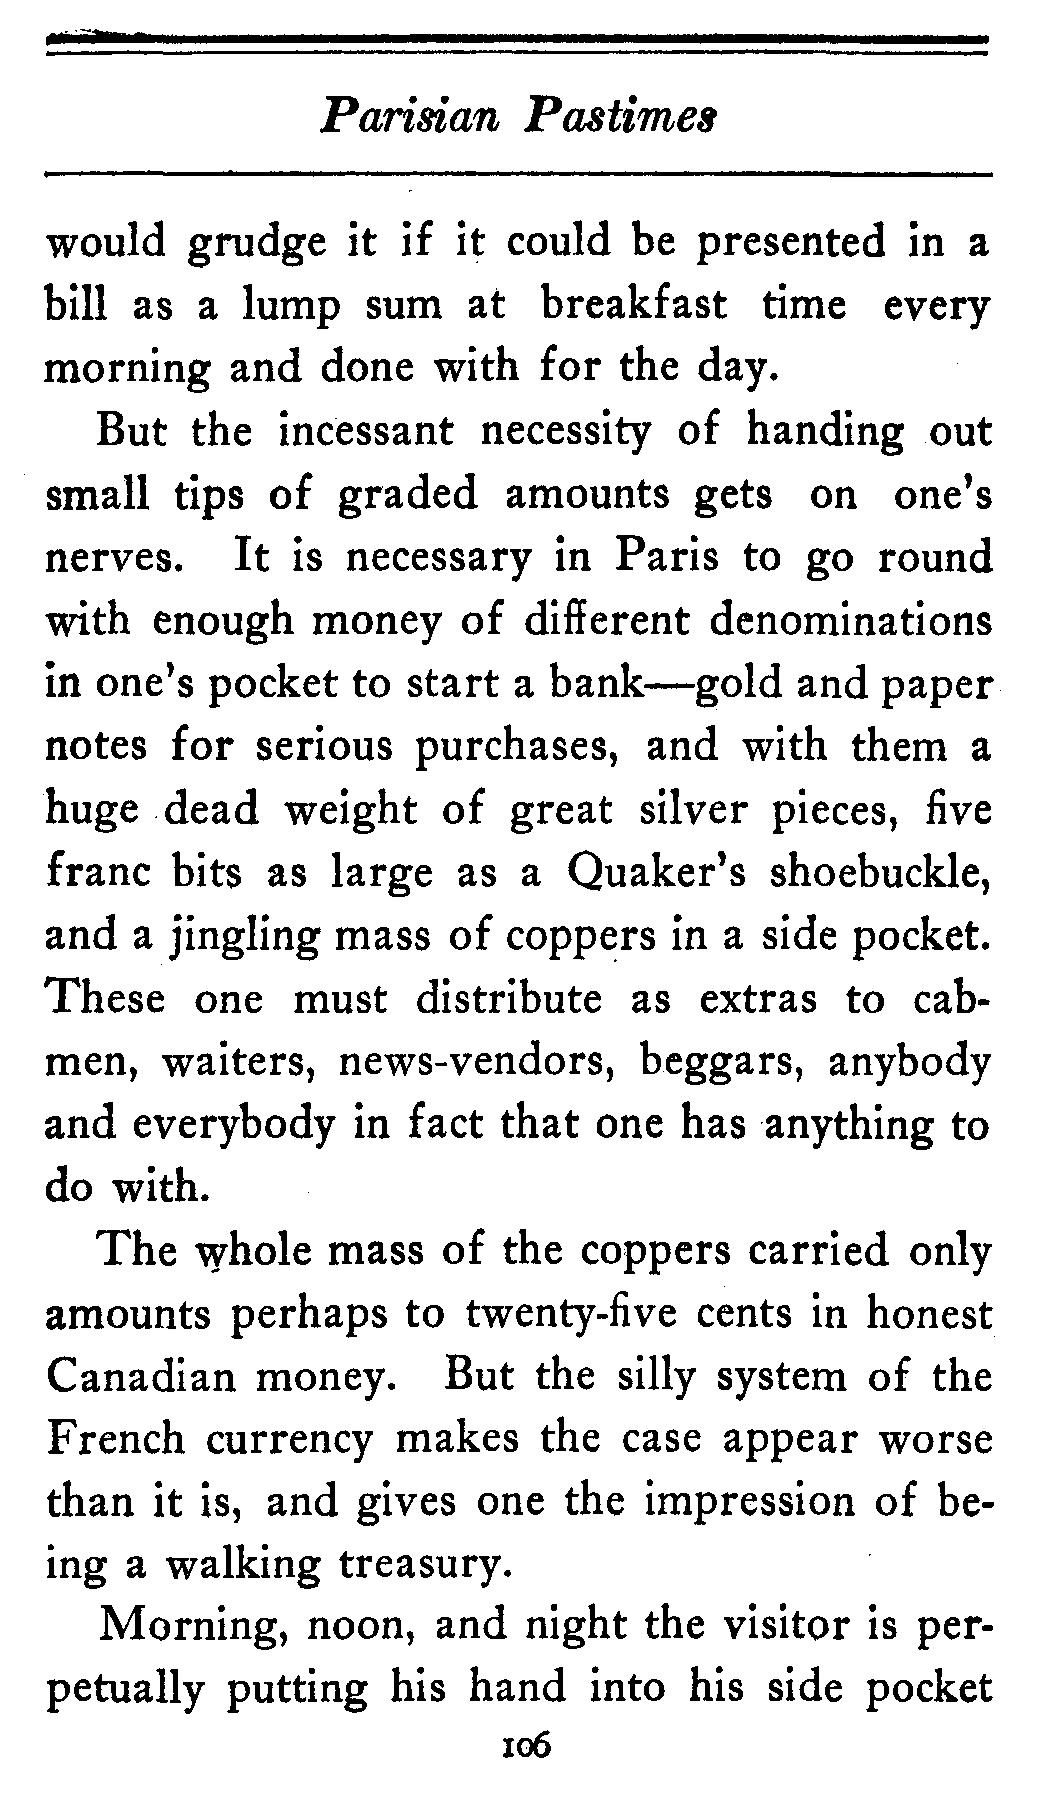 Parisian Pastimes
would grudge it if it could be presented in a
bill as a lump sum at breakfast time every
morning and done with for the day.
But the incessant necessity of handing out
small tips of graded amounts gets on one's
nerves. It is necessary in Paris to go round
with enough money of different denominations
in one's pocket to start a bank—gold and paper
notes for serious purchases, and with them a
huge dead weight of great silver pieces, five
franc bits as large as a Quaker's shoebuckle,
and a jingling mass of coppers in a side pocket.
These one must distribute as extras to cab-
men, waiters, news-vendors, beggars, anybody
and everybody in fact that one has anything to
do with.
The whole mass of the coppers carried only
amounts perhaps to twenty-five cents in honest
Canadian money. But the silly system of the
French currency makes the case appear worse
than it is, and gives one the impression of be-
ing a walking treasury.
Morning, noon, and night the visitor is per-
petually putting his hand into his side pocket
106